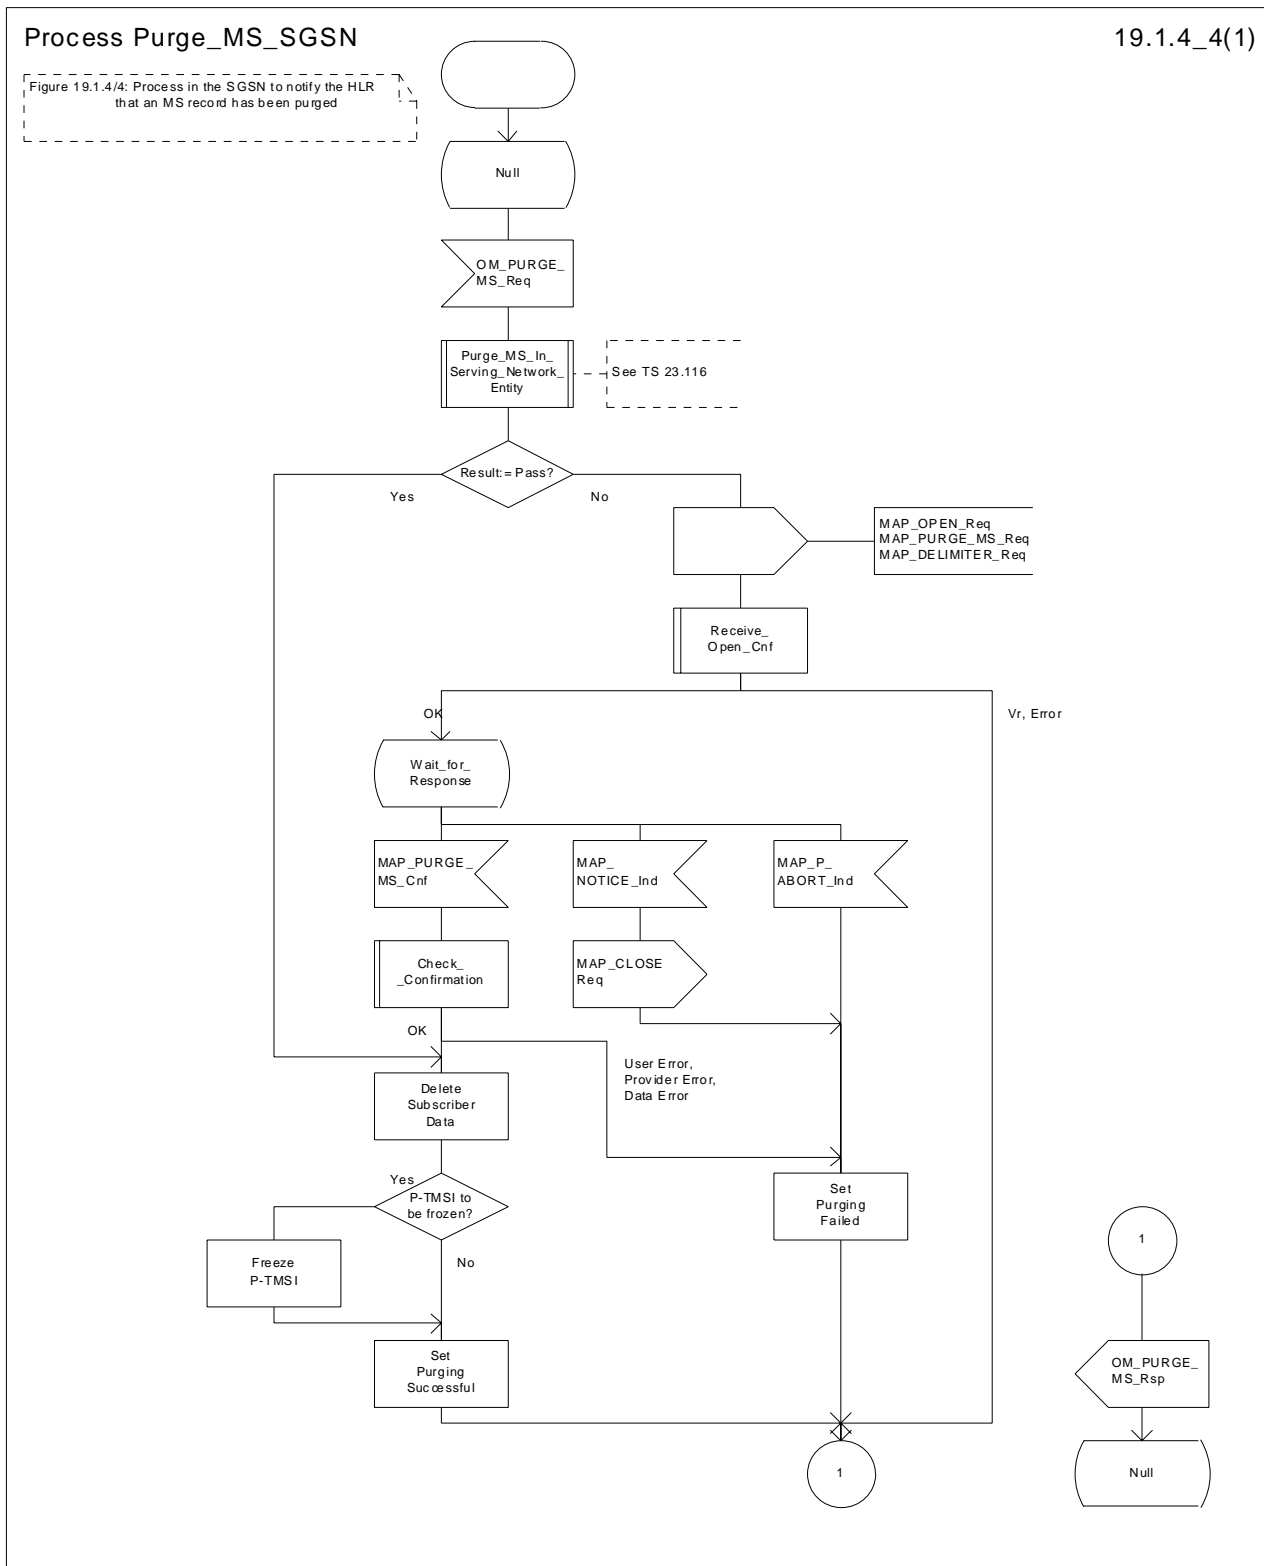 Process Purge_MS_SGSN
19.1.4_4(1)
Figure 19.1.4/4: Process in the SGSN to notify the HLR
that an MS record has been purged
Null
OM_PURGE_
MS_Req
Purge_MS_In_
Serving_Network_
Entity
See TS 23.116
Result:= Pass?
Yes
No
MAP_OPEN_Req
MAP_PURGE_MS_Req
MAP_DELIMITER_Req
Receive_
Open_Cnf
OK
Vr, Error
Wait_for_
Response
MAP_PURGE_
MS_Cnf
MAP_
NOTICE_Ind
MAP_P_
ABORT_Ind
Check_
_Confirmation
MAP_CLOSE
Req
OK
User Error,
Provider Error,
Data Error
Delete
Subscriber
Data
Yes
P-TMSI to
be frozen?
Set
Purging
Failed
1
Freeze
P-TMSI
No
Set
Purging
Successful
OM_PURGE_
MS_Rsp
1
Null